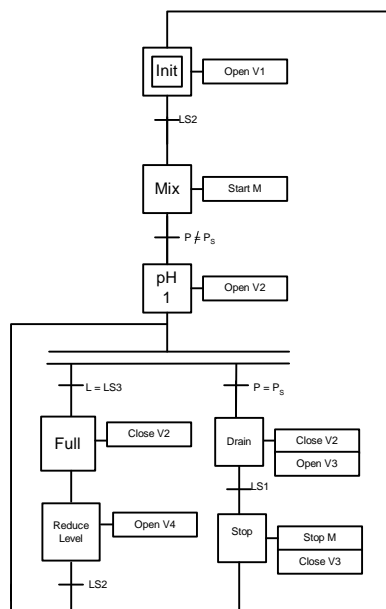 Init
Open V1
LS2
Mix
Start M
P ≠ Ps
pH
1
Open V2
L = LS3
P = Ps
Full
Close V2
Drain
Close V2
Open V3
LS1
Reduce
Level
Open V4
Stop
Stop M
Close V3
LS2